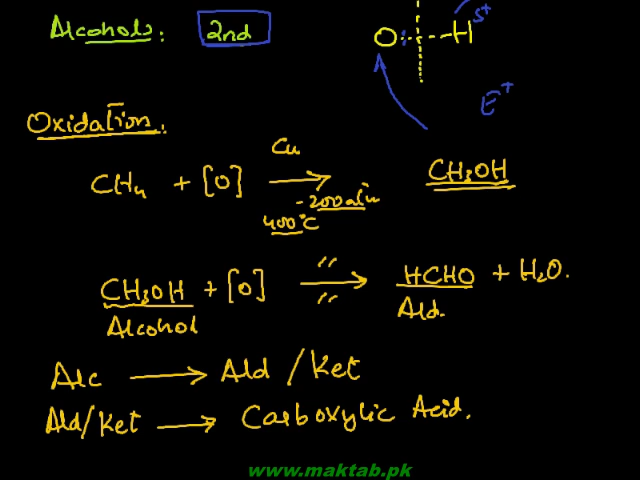 Alcohols: 2nd
O : H δ+
E+
Oxidation:
CH4 + [O] Cu 400°C -200atm CH3OH
CH3OH + [O] " " HCHO + H2O.
Alcohol Ald.
Alc → Ald / Ket
Ald/Ket → Carboxylic Acid.
www.maktab.pk